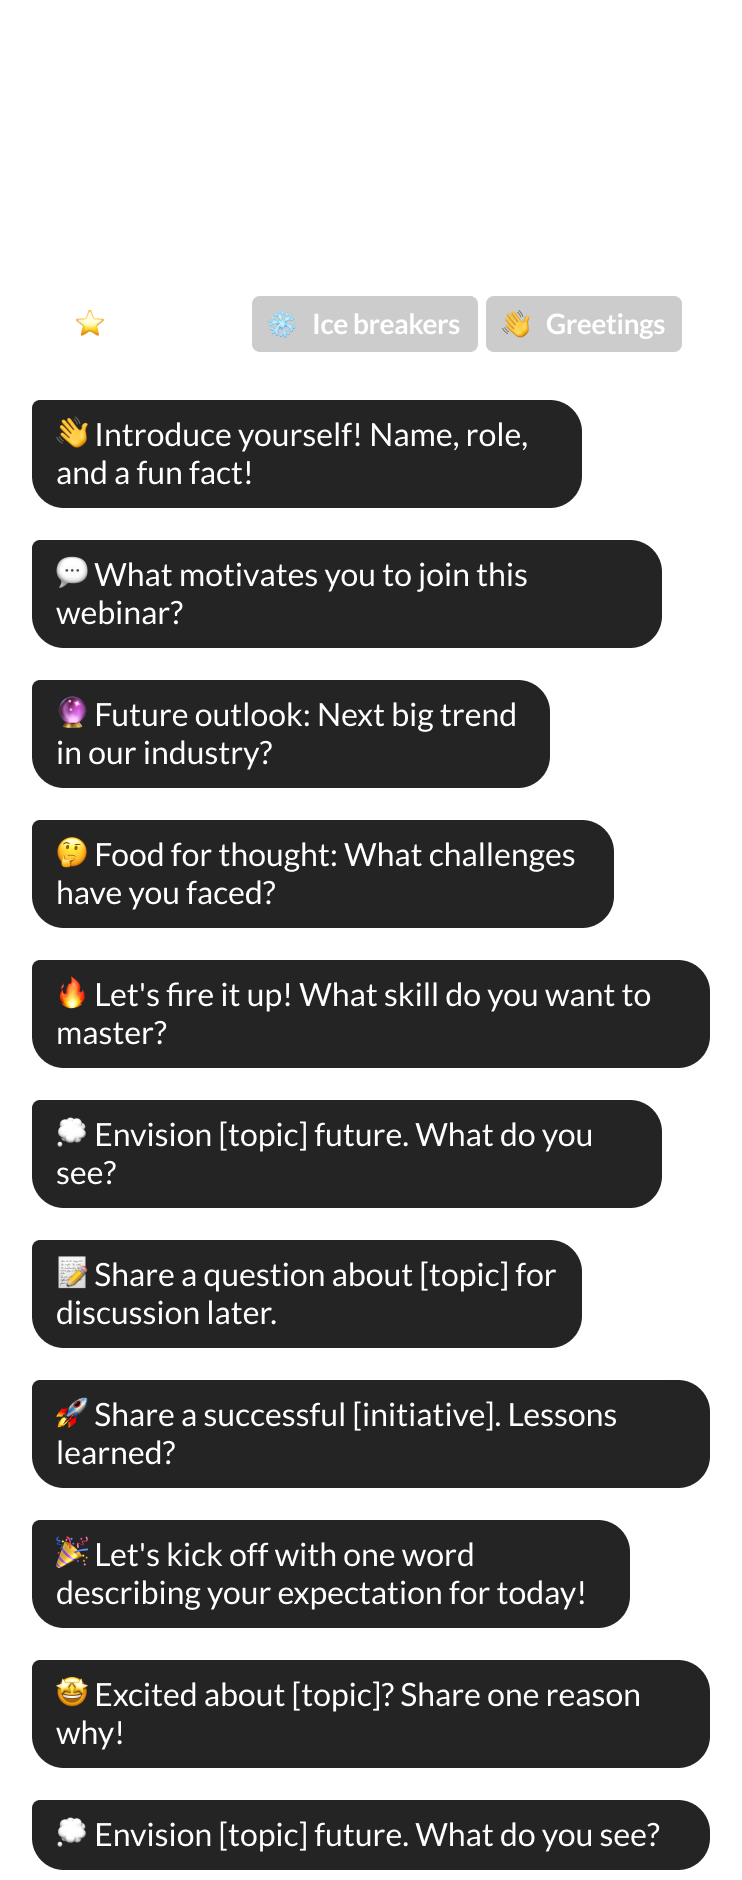 ⭐
❄️ Ice breakers
👋 Greetings
👋 Introduce yourself! Name, role,
and a fun fact!
💬 What motivates you to join this
webinar?
🔮 Future outlook: Next big trend
in our industry?
🤔 Food for thought: What challenges
have you faced?
🔥 Let's fire it up! What skill do you want to
master?
💭 Envision [topic] future. What do you
see?
📝 Share a question about [topic] for
discussion later.
🚀 Share a successful [initiative]. Lessons
learned?
🎉 Let's kick off with one word
describing your expectation for today!
🤩 Excited about [topic]? Share one reason
why!
💭 Envision [topic] future. What do you see?